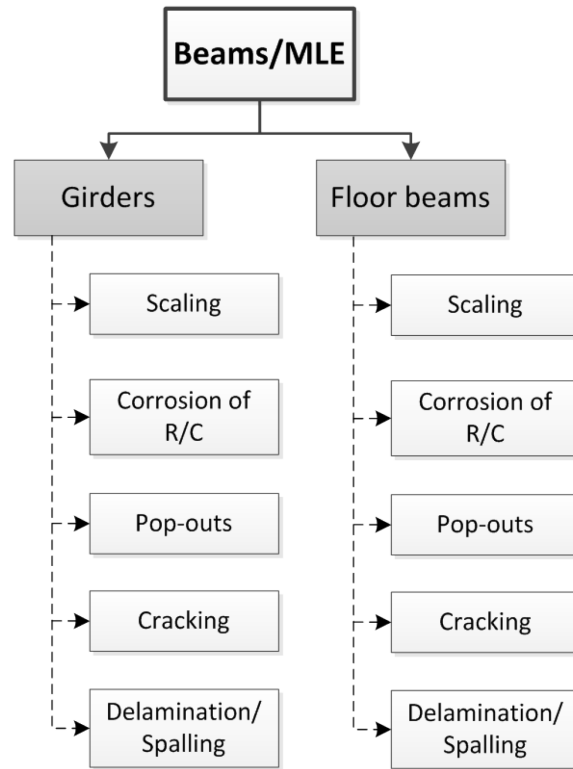 Beams/MLE
Girders
Floor beams
Scaling
Corrosion of
R/C
Pop-outs
Cracking
Delamination/
Spalling
Scaling
Corrosion of
R/C
Pop-outs
Cracking
Delamination/
Spalling